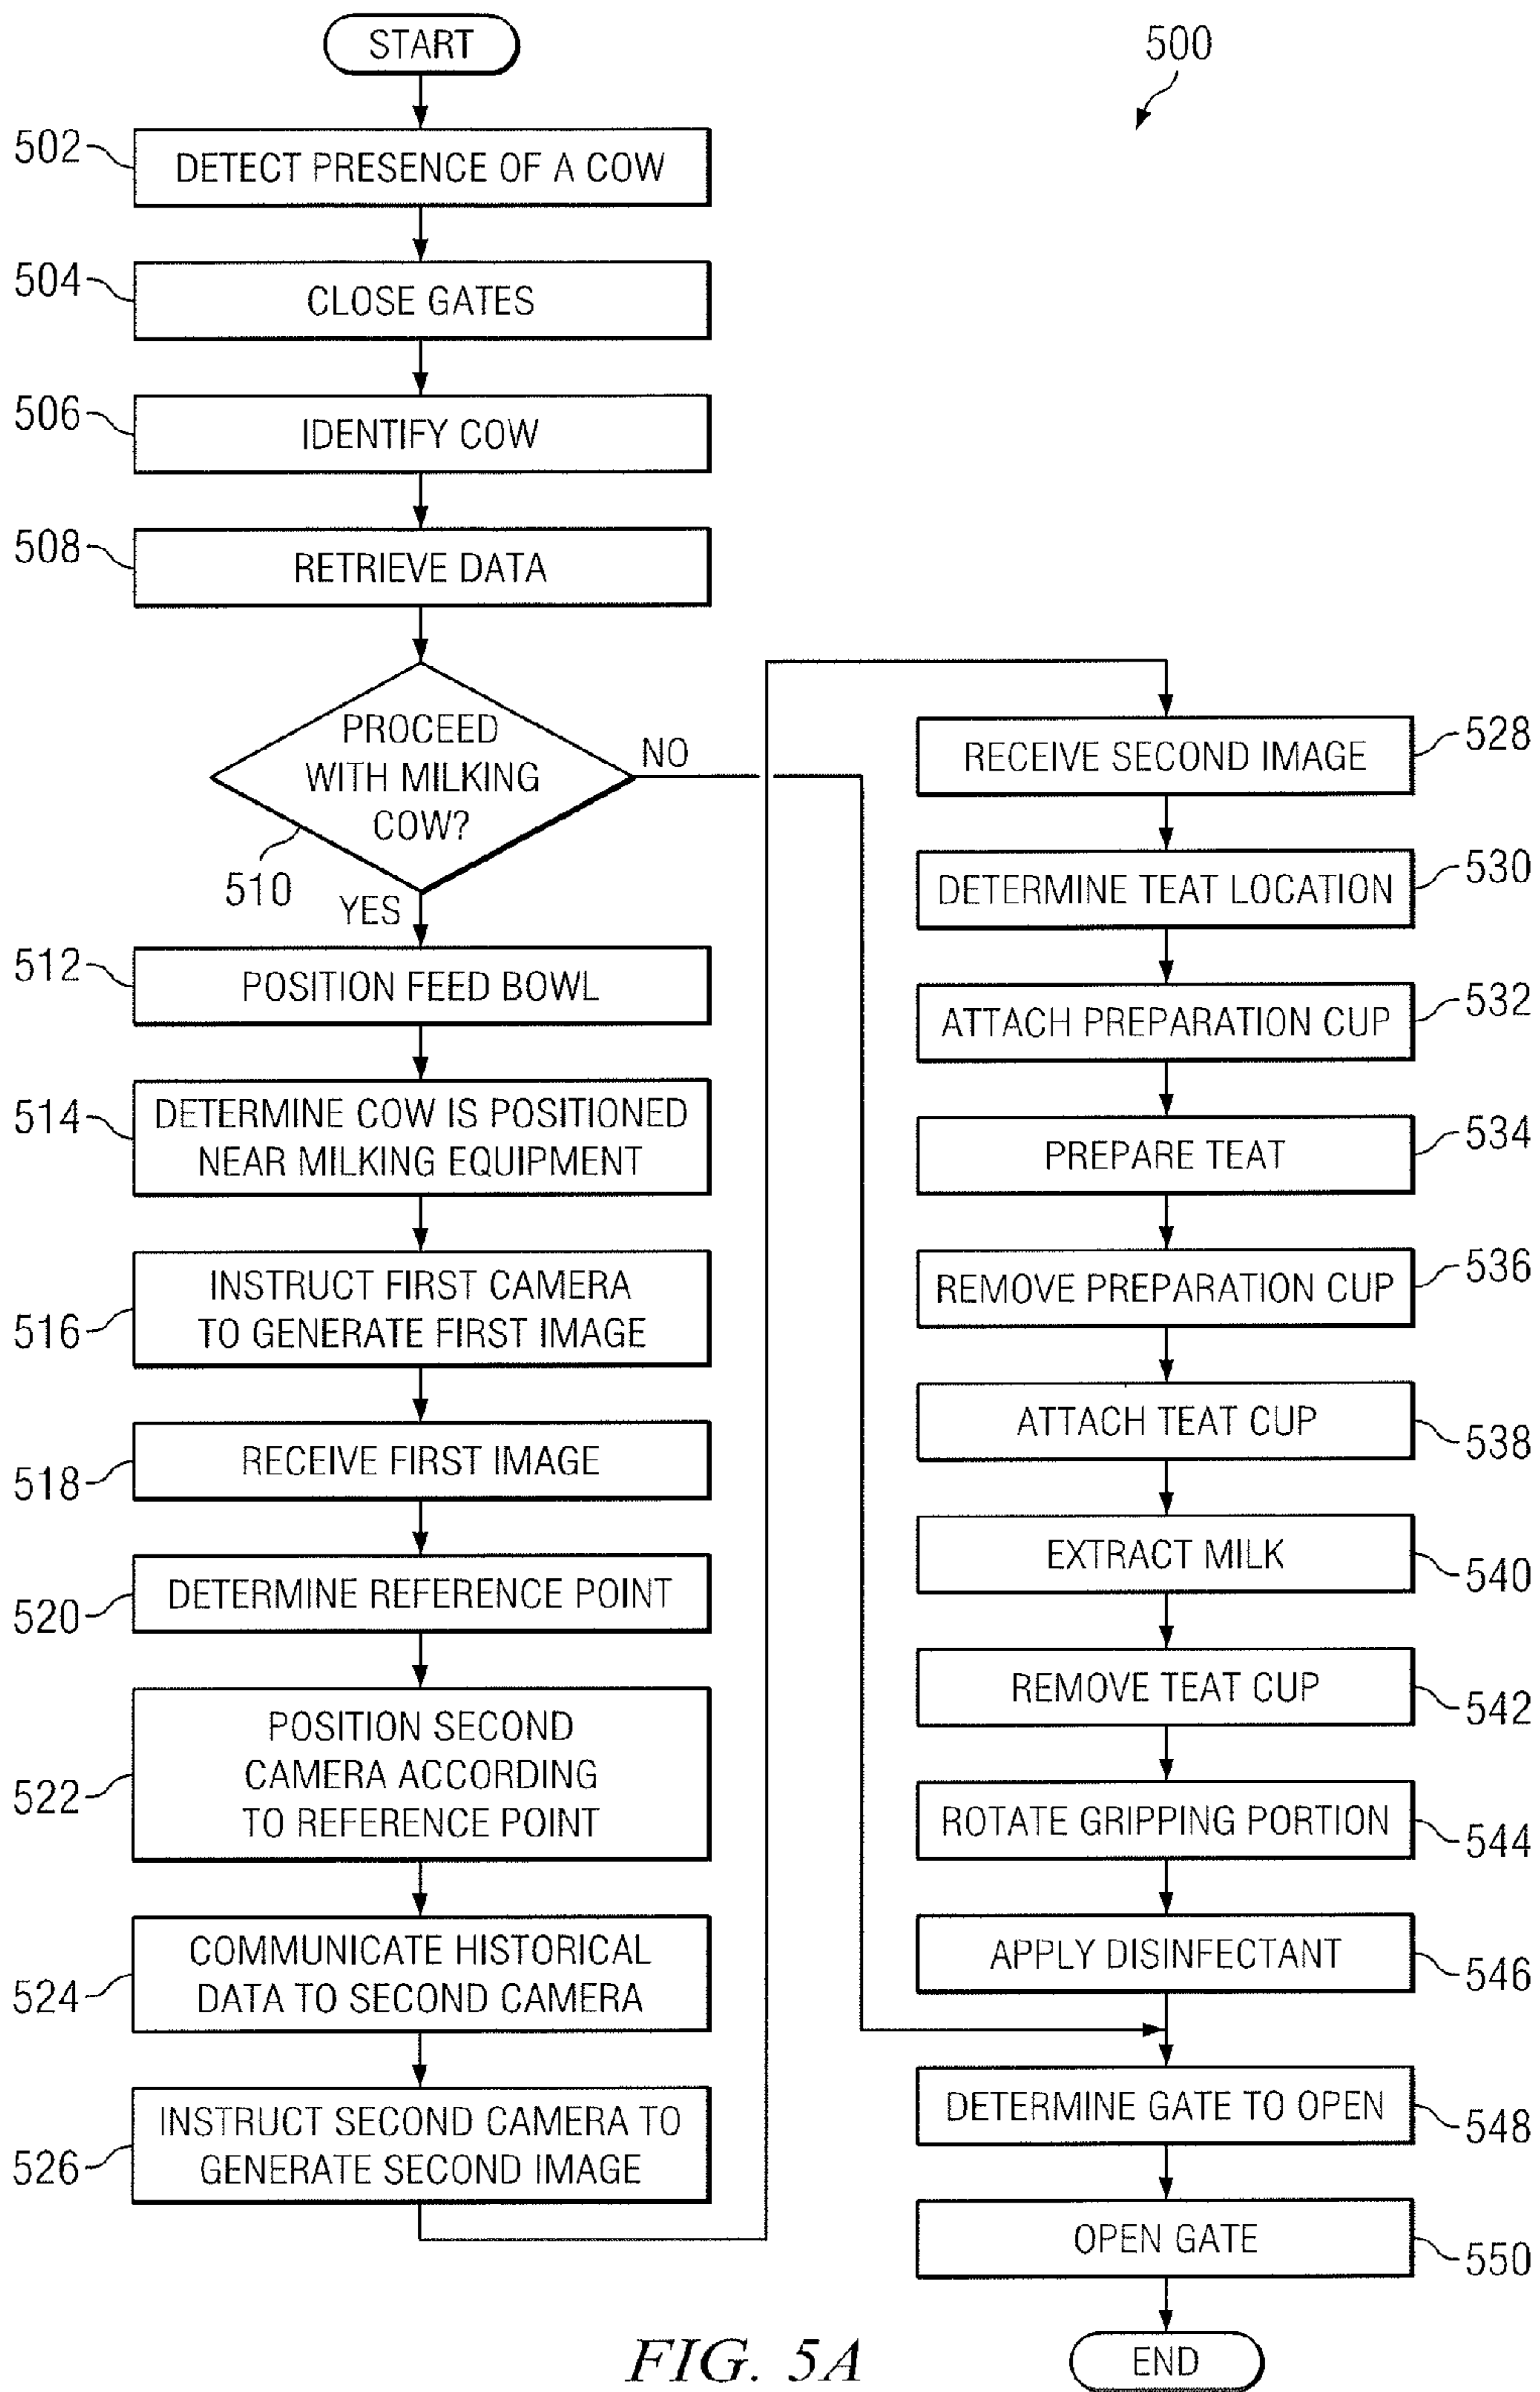 START
500
502
DETECT PRESENCE OF A COW
504
CLOSE GATES
506
IDENTIFY COW
508
RETRIEVE DATA
PROCEED
WITH MILKING
COW?
NO
510
YES
512
POSITION FEED BOWL
514
DETERMINE COW IS POSITIONED
NEAR MILKING EQUIPMENT
516
INSTRUCT FIRST CAMERA
TO GENERATE FIRST IMAGE
518
RECEIVE FIRST IMAGE
520
DETERMINE REFERENCE POINT
522
POSITION SECOND
CAMERA ACCORDING
TO REFERENCE POINT
524
COMMUNICATE HISTORICAL
DATA TO SECOND CAMERA
526
INSTRUCT SECOND CAMERA TO
GENERATE SECOND IMAGE
RECEIVE SECOND IMAGE
528
DETERMINE TEAT LOCATION
530
ATTACH PREPARATION CUP
532
PREPARE TEAT
534
REMOVE PREPARATION CUP
536
ATTACH TEAT CUP
538
EXTRACT MILK
540
REMOVE TEAT CUP
542
ROTATE GRIPPING PORTION
544
APPLY DISINFECTANT
546
DETERMINE GATE TO OPEN
548
OPEN GATE
550
END
FIG. 5A